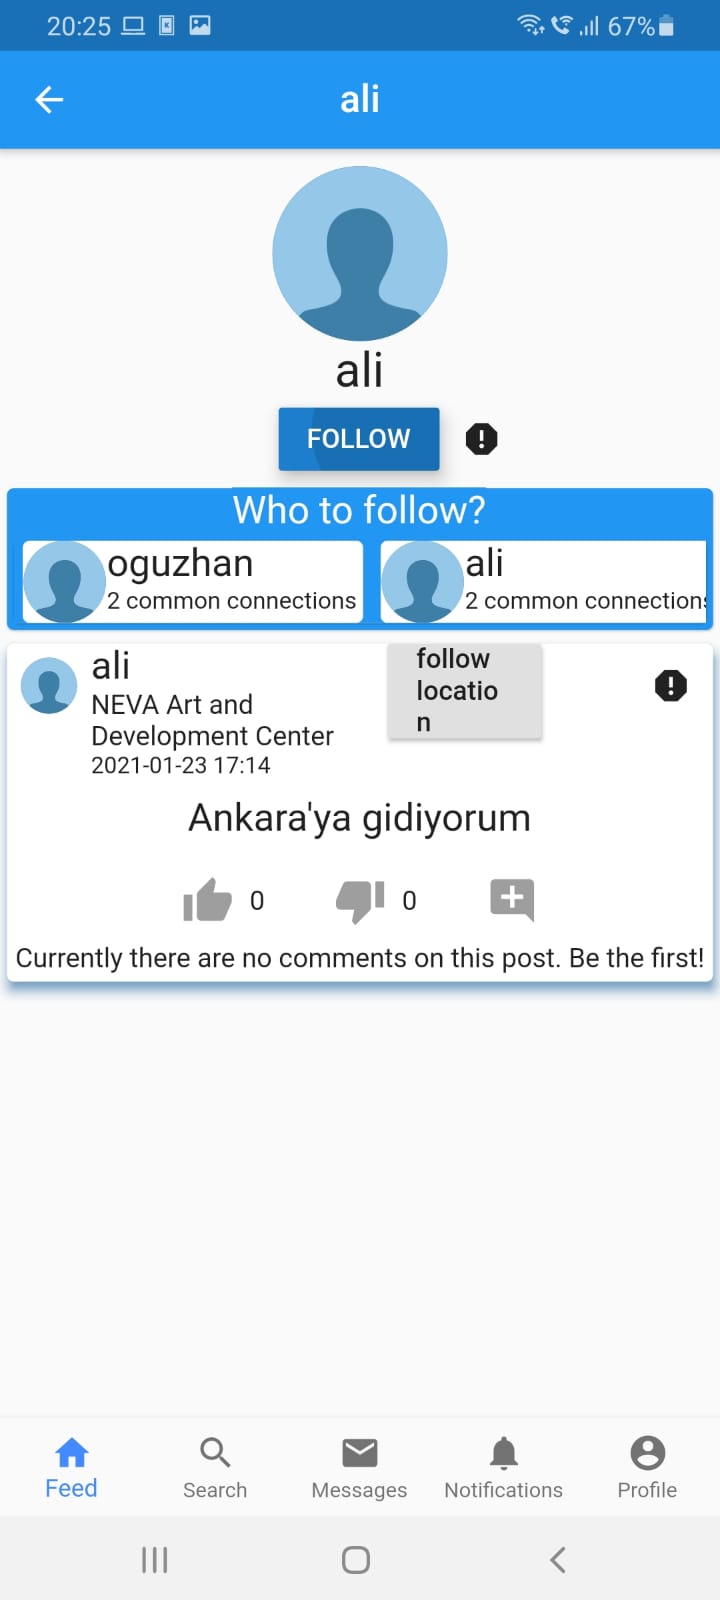 20:25
67%
ali
ali
FOLLOW
Who to follow?
oguzhan
2 common connections
ali
2 common connections
ali
NEVA Art and
Development Center
2021-01-23 17:14
follow
locatio
n
Ankara'ya gidiyorum
0
0
Currently there are no comments on this post. Be the first!
Feed
Search
Messages
Notifications
Profile